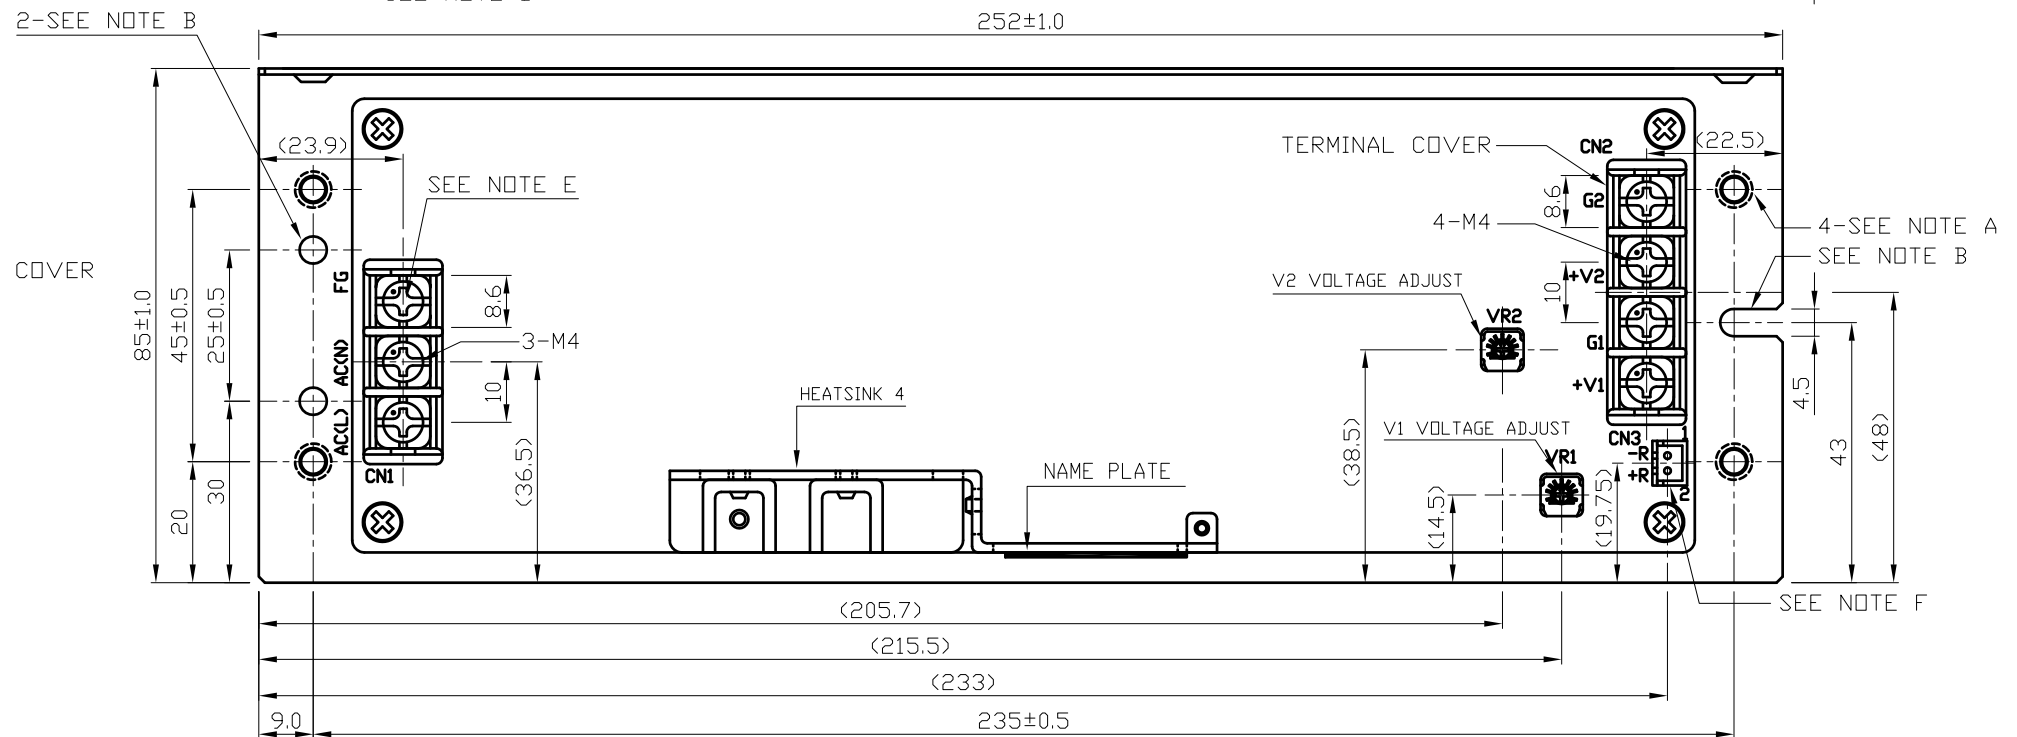 2-SEE NOTE B
252±1.0
(23.9)
SEE NOTE E
TERMINAL COVER
CN2
(22.5)
G2
8.6
4-M4
4-SEE NOTE A
SEE NOTE B
COVER
FG
V2 VOLTAGE ADJUST
+V2
10
85±1.0
45±0.5
25±0.5
8.6
VR2
3-M4
AC(N)
G1
HEATSINK 4
10
+V1
4.5
AC(L)
V1 VOLTAGE ADJUST
CN3
1
43
(48)
CN1
(36.5)
(38.5)
VR1
-R
+R
2
NAME PLATE
30
20
(14.5)
(19.75)
SEE NOTE F
(205.7)
(215.5)
(233)
9.0
235±0.5